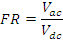 FR = V_ac / V_dc